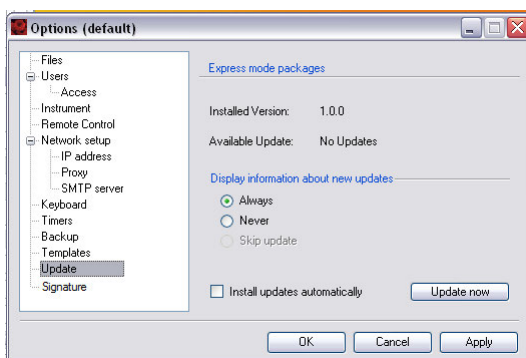 Options (default)
Files
Users
Access
Instrument
Remote Control
Network setup
IP address
Proxy
SMTP server
Keyboard
Timers
Backup
Templates
Update
Signature
Express mode packages
Installed Version: 1.0.0
Available Update: No Updates
Display information about new updates
Always
Never
Skip update
Install updates automatically
Update now
OK
Cancel
Apply